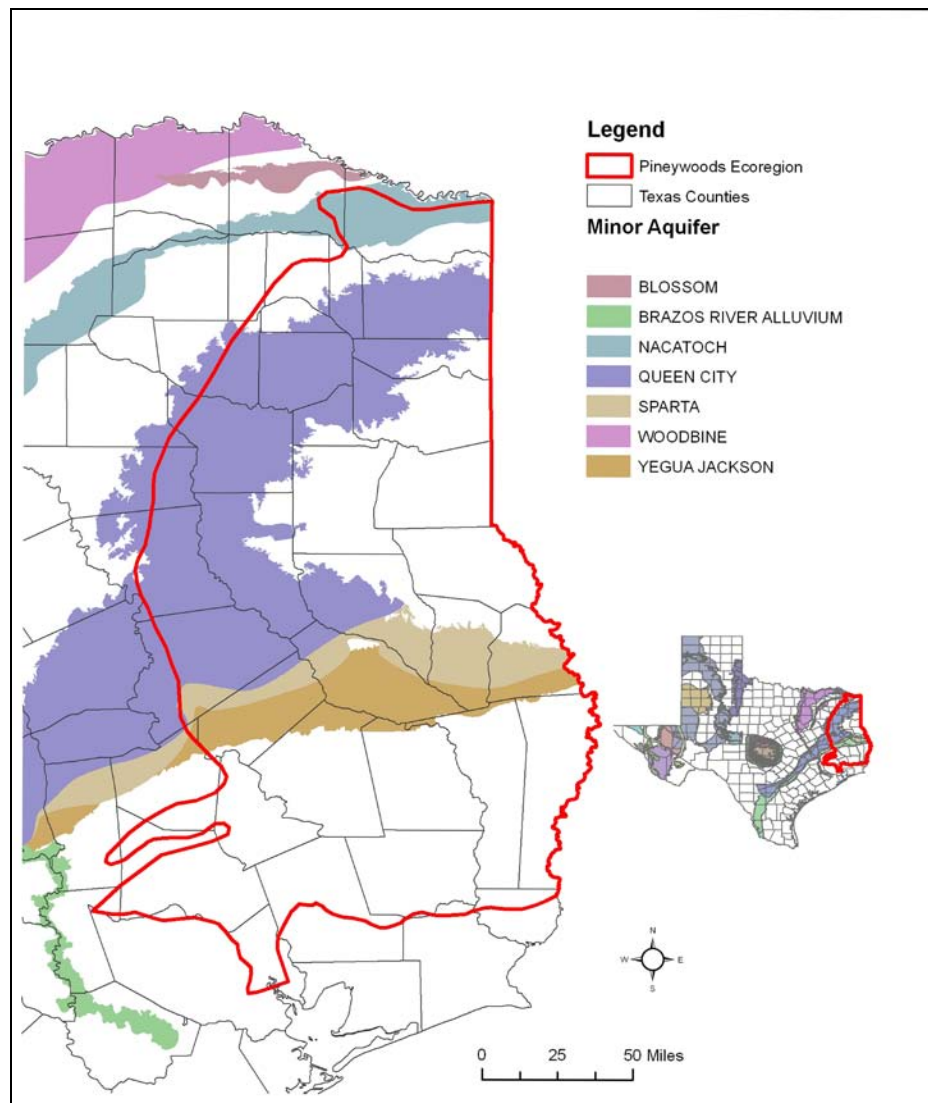 Legend
Pineywoods Ecoregion
Texas Counties
Minor Aquifer
BLOSSOM
BRAZOS RIVER ALLUVIUM
NACATOCH
QUEEN CITY
SPARTA
WOODBINE
YEGUA JACKSON
N
W E
S
0 25 50 Miles